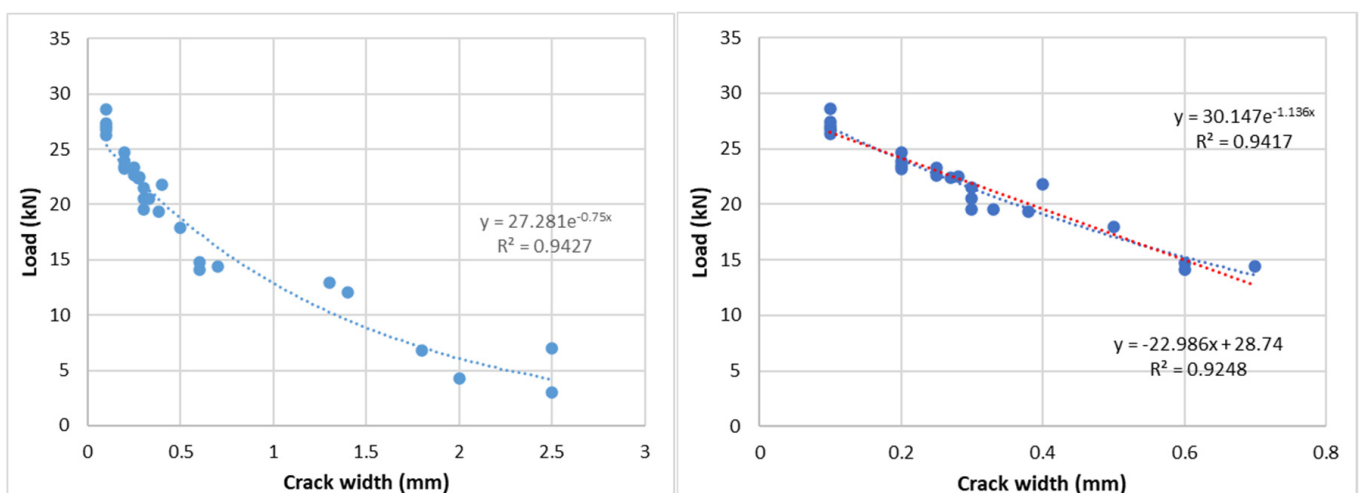 35
30
25
20
15
10
5
0
Load (kN)
y = 27.281e^-0.75x
R² = 0.9427
0 0.5 1 1.5 2 2.5 3
Crack width (mm)
35
30
25
20
15
10
5
0
Load (kN)
y = 30.147e^-1.136x
R² = 0.9417
y = -22.986x + 28.74
R² = 0.9248
0 0.2 0.4 0.6 0.8
Crack width (mm)